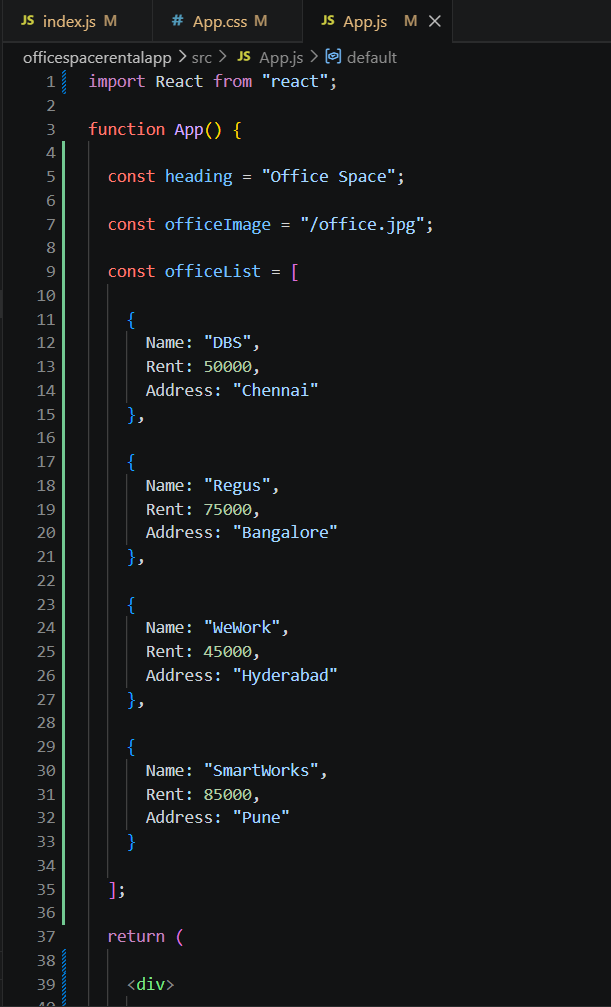 JS index.js M # App.css M JS App.js M ×
officespacerentalapp > src > JS App.js > default
1 import React from "react";
2
3 function App() {
4
5 const heading = "Office Space";
6
7 const officeImage = "/office.jpg";
8
9 const officeList = [
10
11 {
12 Name: "DBS",
13 Rent: 50000,
14 Address: "Chennai"
15 },
16
17 {
18 Name: "Regus",
19 Rent: 75000,
20 Address: "Bangalore"
21 },
22
23 {
24 Name: "WeWork",
25 Rent: 45000,
26 Address: "Hyderabad"
27 },
28
29 {
30 Name: "SmartWorks",
31 Rent: 85000,
32 Address: "Pune"
33 }
34
35 ];
36
37 return (
38
39 <div>